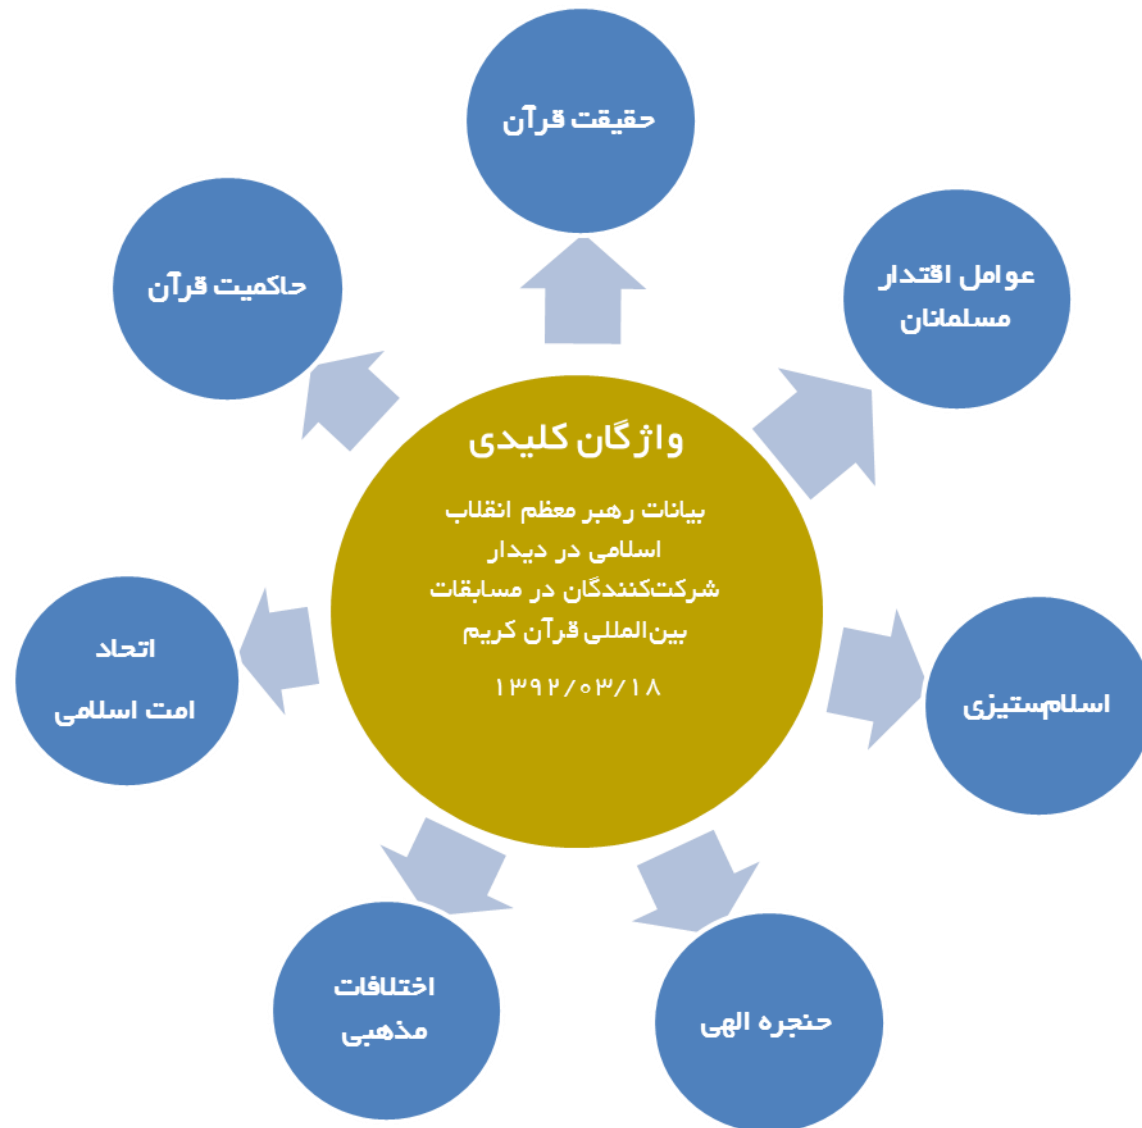 حقیقت قرآن
عوامل اقتدار
مسلمانان
حاکمیت قرآن
واژگان کلیدی
بیانات رهبر معظم انقلاب
اسلامی در دیدار
شرکت‌کنندگان در مسابقات
بین‌المللی قرآن کریم
۱۳۹۲/۰۳/۱۸
اسلام‌ستیزی
اتحاد
امت اسلامی
حنجره الهی
اختلافات
مذهبی